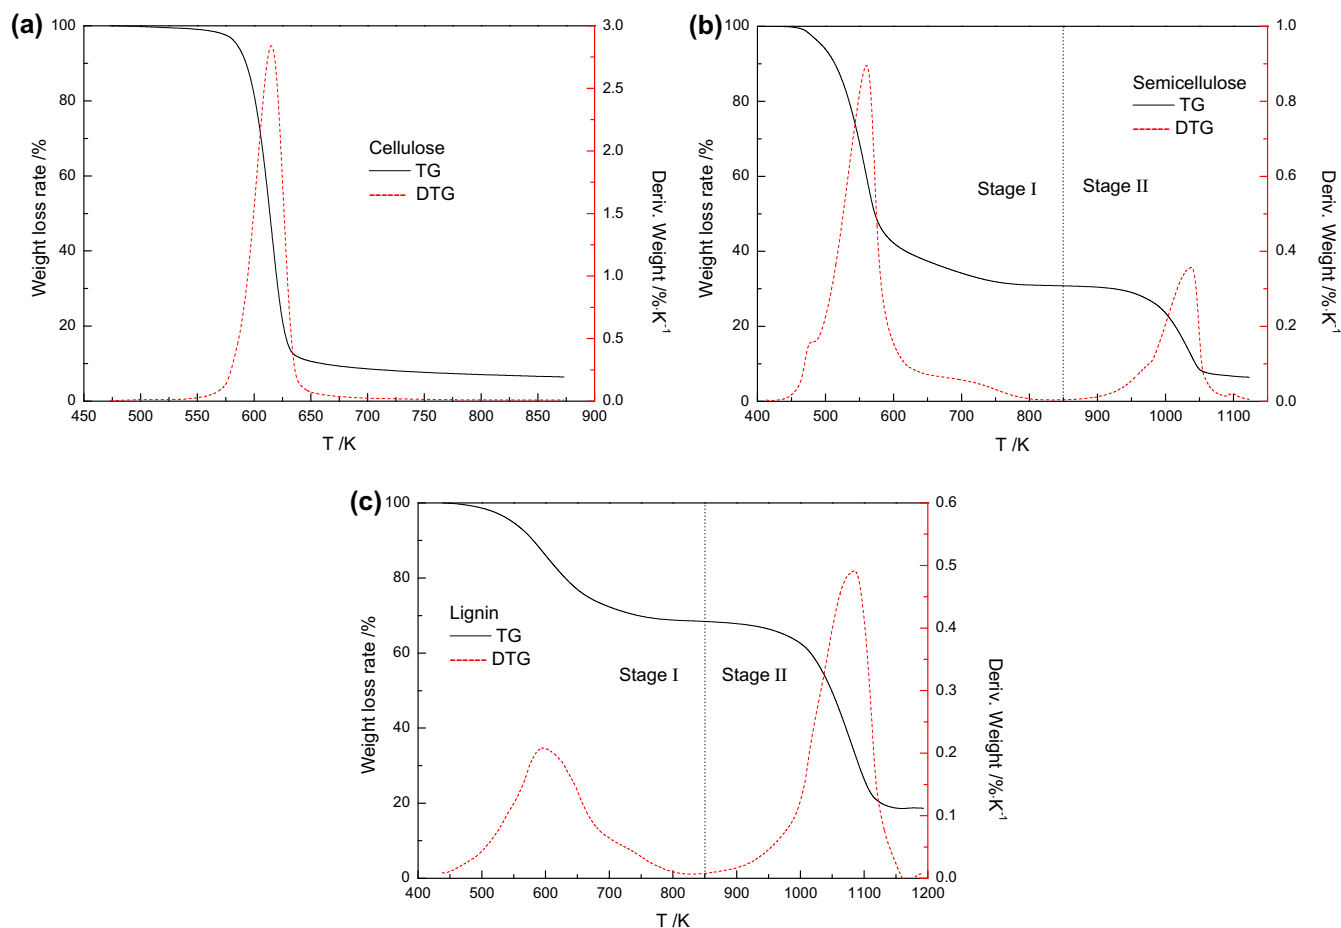 (a)
100
80
60
40
20
0
Weight loss rate /%
450 500 550 600 650 700 750 800 850 900
T /K
3.0
2.5
2.0
1.5
1.0
0.5
0.0
Deriv. Weight /%·K-1
Cellulose
TG
DTG
(b)
100
80
60
40
20
0
Weight loss rate /%
400 500 600 700 800 900 1000 1100
T /K
1.0
0.8
0.6
0.4
0.2
0.0
Deriv. Weight /%·K-1
Semicellulose
TG
DTG
Stage I Stage II
(c)
100
80
60
40
20
0
Weight loss rate /%
400 500 600 700 800 900 1000 1100 1200
T /K
0.6
0.5
0.4
0.3
0.2
0.1
0.0
Deriv. Weight /%·K-1
Lignin
TG
DTG
Stage I Stage II